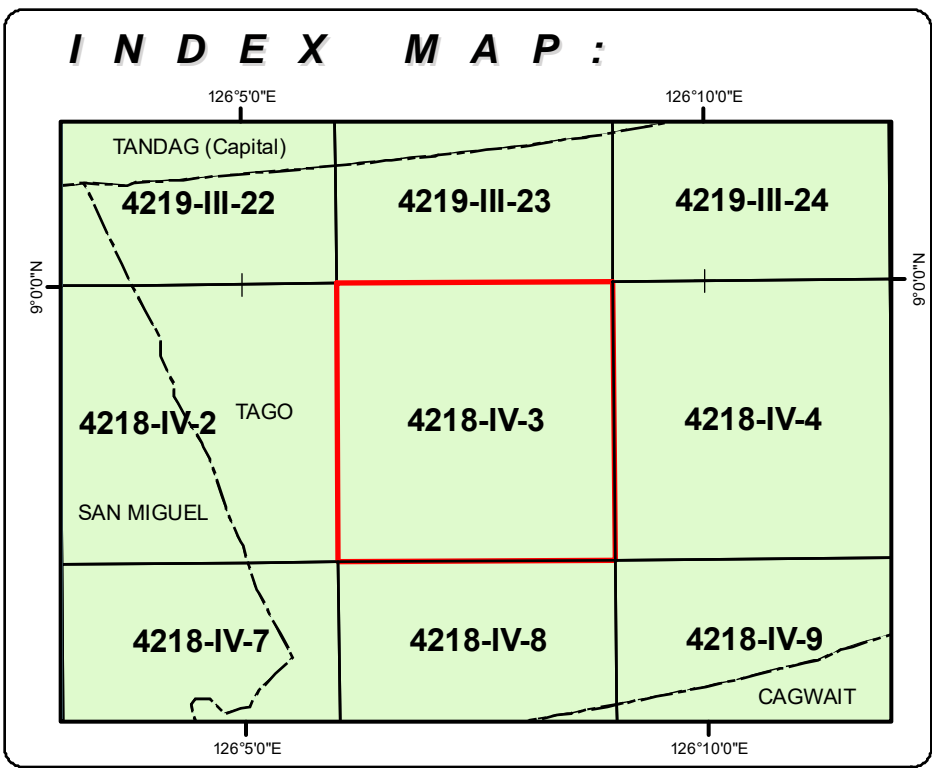 INDEX MAP:
126°5'0"E
126°10'0"E
TANDAG (Capital)
4219-III-22
4219-III-23
4219-III-24
9°0'0"N
9°0'0"N
4218-IV-2
TAGO
4218-IV-3
4218-IV-4
SAN MIGUEL
4218-IV-7
4218-IV-8
4218-IV-9
CAGWAIT
126°5'0"E
126°10'0"E